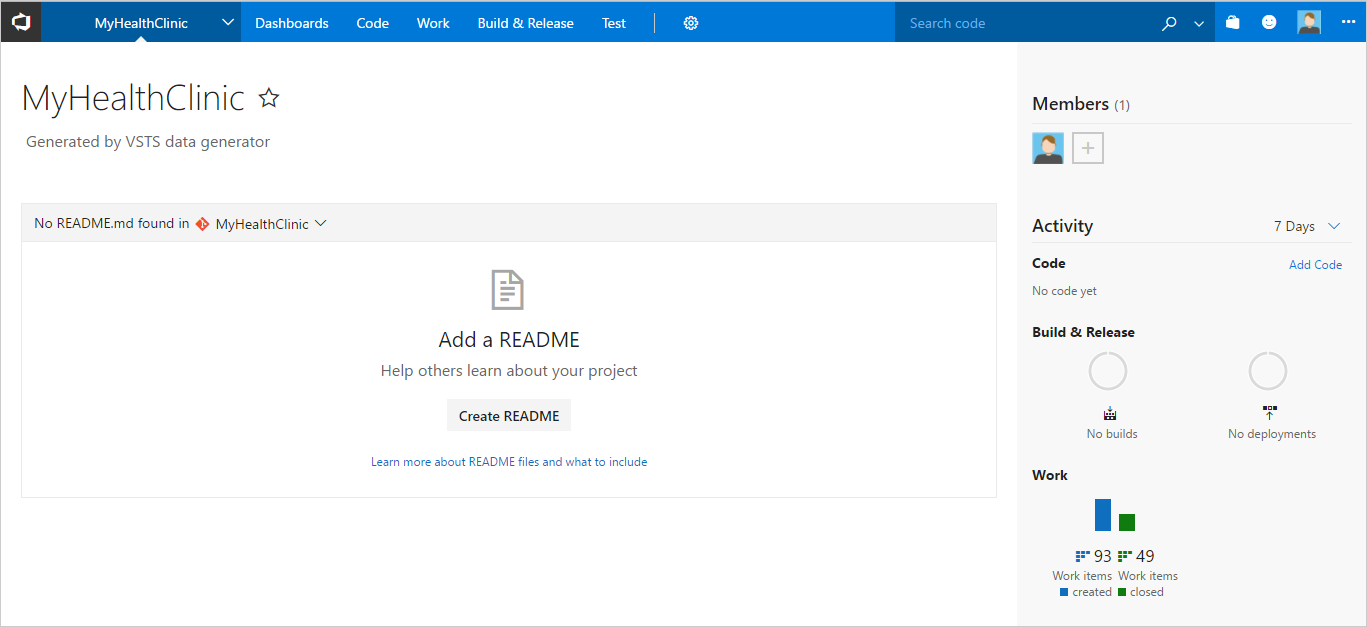 MyHealthClinic Dashboards Code Work Build & Release Test Search code
MyHealthClinic
Generated by VSTS data generator
No README.md found in MyHealthClinic
Add a README
Help others learn about your project
Create README
Learn more about README files and what to include
Members (1)
Activity 7 Days
Code Add Code
No code yet
Build & Release
No builds No deployments
Work
93 49
Work items Work items
created closed